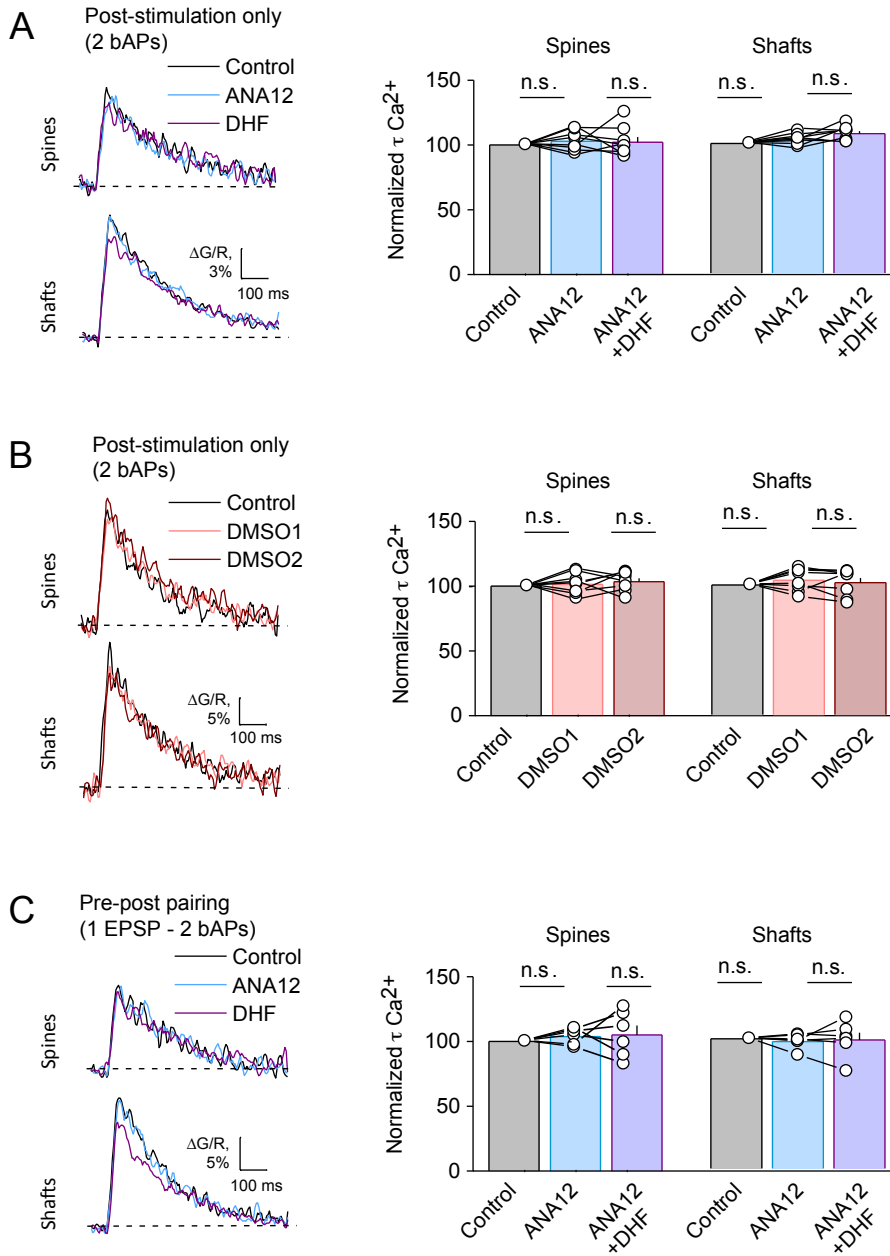 A
Post-stimulation only
(2 bAPs)
Control
ANA12
DHF
Spines
Shafts
ΔG/R,
3%
100 ms
Spines
Shafts
n.s.
n.s.
n.s.
n.s.
Normalized τ Ca2+
150
100
50
0
Control
ANA12
ANA12
+DHF
Control
ANA12
ANA12
+DHF
B
Post-stimulation only
(2 bAPs)
Control
DMSO1
DMSO2
Spines
Shafts
ΔG/R,
5%
100 ms
Spines
Shafts
n.s.
n.s.
n.s.
n.s.
Normalized τ Ca2+
150
100
50
0
Control
DMSO1
DMSO2
Control
DMSO1
DMSO2
C
Pre-post pairing
(1 EPSP - 2 bAPs)
Control
ANA12
DHF
Spines
Shafts
ΔG/R,
5%
100 ms
Spines
Shafts
n.s.
n.s.
n.s.
n.s.
Normalized τ Ca2+
150
100
50
0
Control
ANA12
ANA12
+DHF
Control
ANA12
ANA12
+DHF